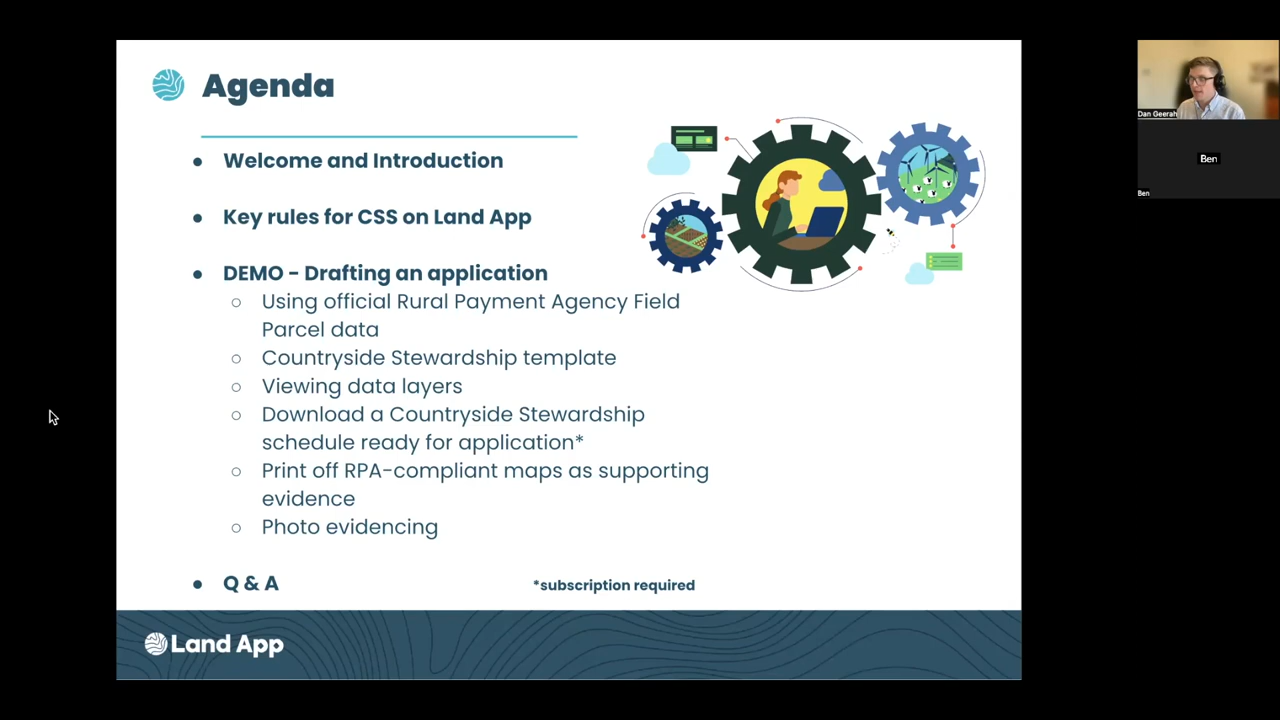 Agenda
Welcome and Introduction
Key rules for CSS on Land App
DEMO - Drafting an application
Using official Rural Payment Agency Field
Parcel data
Countryside Stewardship template
Viewing data layers
Download a Countryside Stewardship
schedule ready for application*
Print off RPA-compliant maps as supporting
evidence
Photo evidencing
Q & A
*subscription required
Land App
Dan Geerah
Ben
Ben